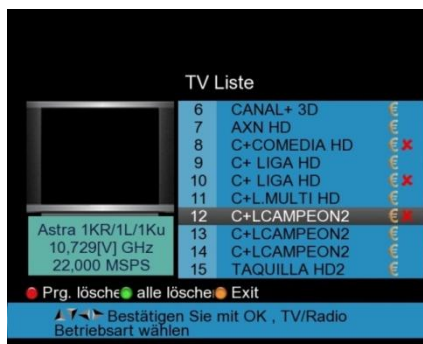 TV Liste
6 CANAL+ 3D €
7 AXN HD €
8 C+COMEDIA HD €
9 C+ LIGA HD €
10 C+ LIGA HD €
11 C+L.MULTI HD €
12 C+LCAMPEON2 €
13 C+LCAMPEON2 €
14 C+LCAMPEON2 €
15 TAQUILLA HD2 €
Astra 1KR/1L/1Ku
10,729[V] GHz
22,000 MSPS
Prg. lösche alle lösche Exit
Bestätigen Sie mit OK , TV/Radio
Betriebsart wählen